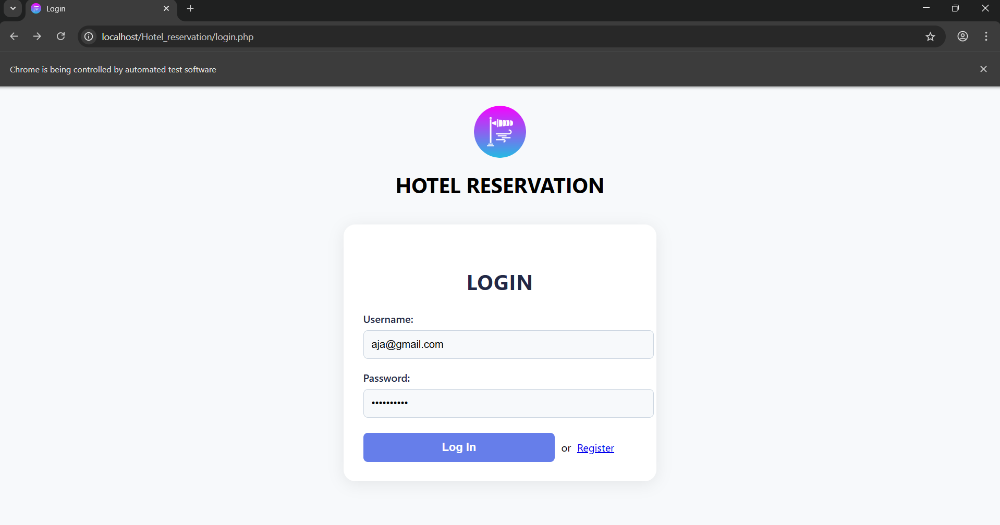 Login
localhost/Hotel_reservation/login.php
Chrome is being controlled by automated test software
HOTEL RESERVATION
LOGIN
Username:
aja@gmail.com
Password:
••••••••••
Log In or Register